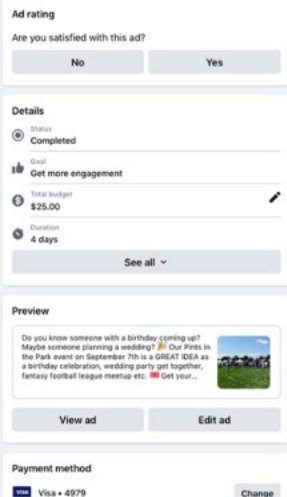 Ad rating
Are you satisfied with this ad?
No
Yes
Details
Status
Completed
Goal
Get more engagement
Total budget
$25.00
Duration
4 days
See all
Preview
Do you know someone with a birthday coming up?
Maybe someone planning a wedding? 🎉 Our Pints in
the Park event on September 7th is a GREAT IDEA as
a birthday celebration, wedding party get together,
fantasy football league meetup etc. 🎟️ Get your...
View ad
Edit ad
Payment method
VISA Visa • 4979
Change